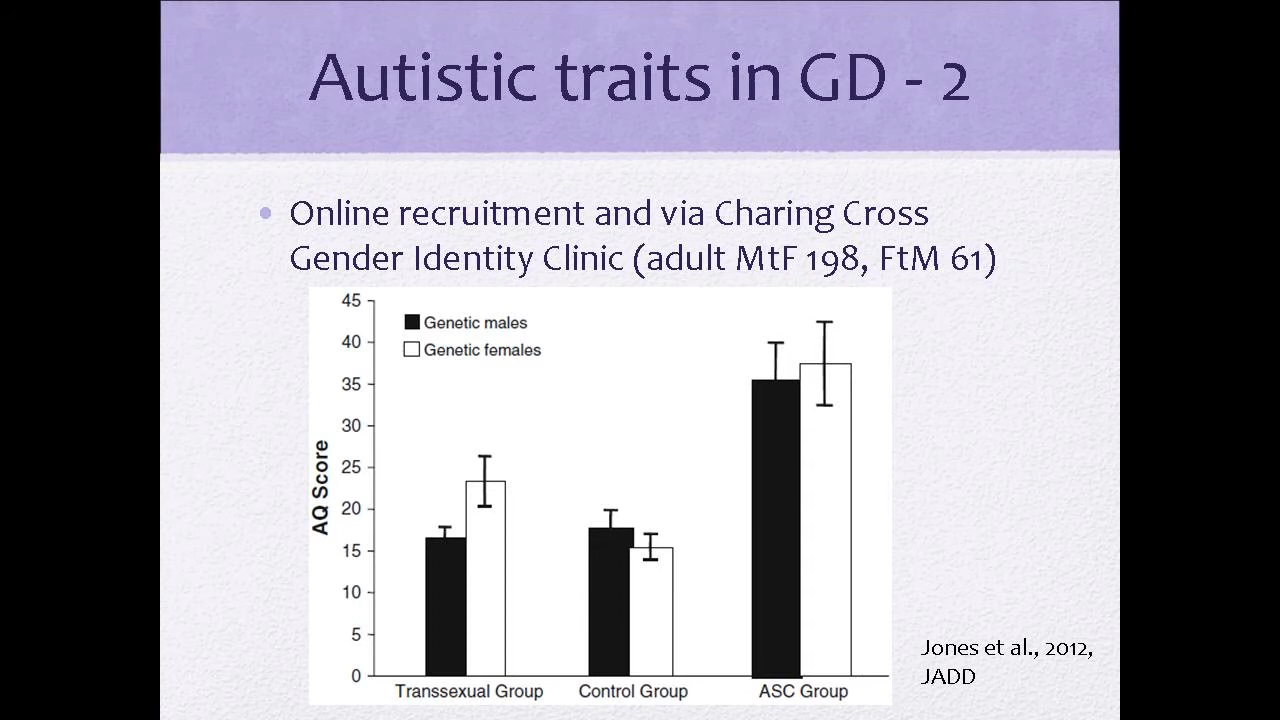 Autistic traits in GD - 2
• Online recruitment and via Charing Cross
Gender Identity Clinic (adult MtF 198, FtM 61)
45
40
35
30
25
20
15
10
5
0
AQ Score
Genetic males
Genetic females
Transsexual Group
Control Group
ASC Group
Jones et al., 2012,
JADD